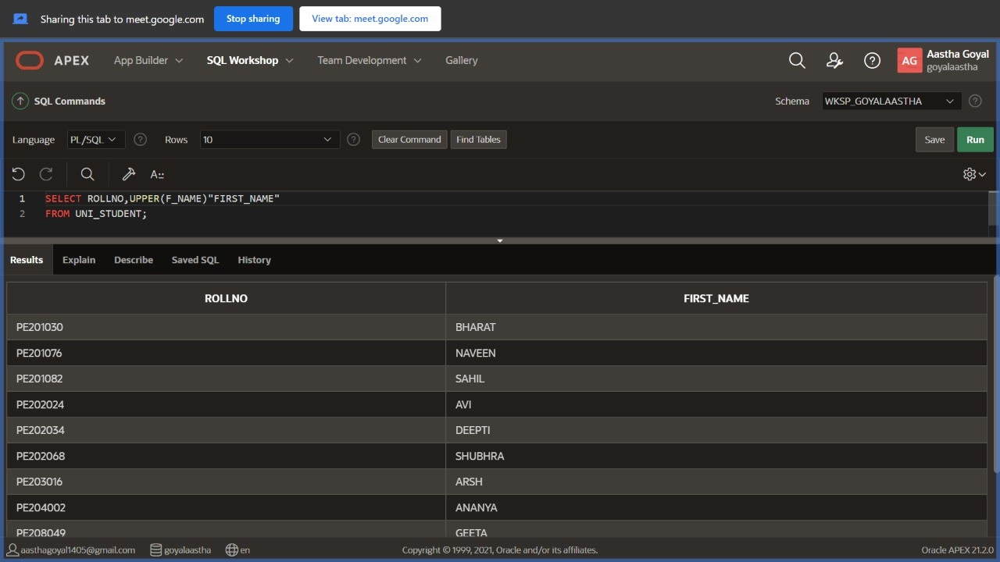 Sharing this tab to meet.google.com Stop sharing View tab: meet.google.com
APEX App Builder SQL Workshop Team Development Gallery AG Aastha Goyal
goyalaastha
SQL Commands Schema WKSP_GOYALAASTHA
Language PL/SQL Rows 10 Clear Command Find Tables Save Run
A
1 SELECT ROLLNO,UPPER(F_NAME)"FIRST_NAME"
2 FROM UNI_STUDENT;
Results Explain Describe Saved SQL History
ROLLNO FIRST_NAME
PE201030 BHARAT
PE201076 NAVEEN
PE201082 SAHIL
PE202024 AVI
PE202034 DEEPTI
PE202068 SHUBHRA
PE203016 ARSH
PE204002 ANANYA
PE208049 GEETA
aasthagoyal1405@gmail.com goyalaastha en Copyright © 1999, 2021, Oracle and/or its affiliates. Oracle APEX 21.2.0